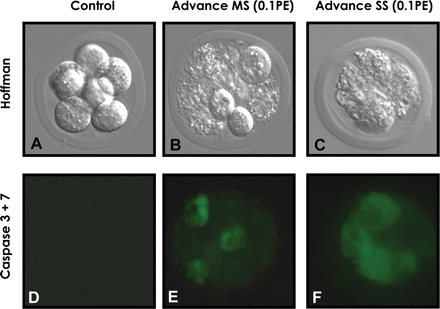 Control
Advance MS (0.1PE)
Advance SS (0.1PE)
Hoffman
A
B
C
Caspase 3 + 7
D
E
F